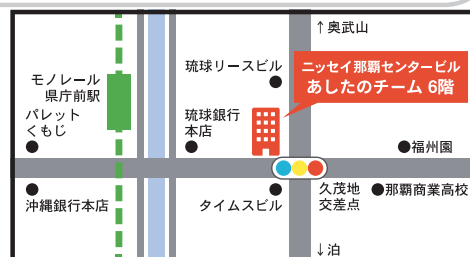 ↑奥武山
ニッセイ那覇センタービル
あしたのチーム 6階
琉球リースビル
モノレール
県庁前駅
パレット
くもじ
琉球銀行
本店
福州園
沖縄銀行本店
タイムスビル
久茂地
交差点
那覇商業高校
↓泊